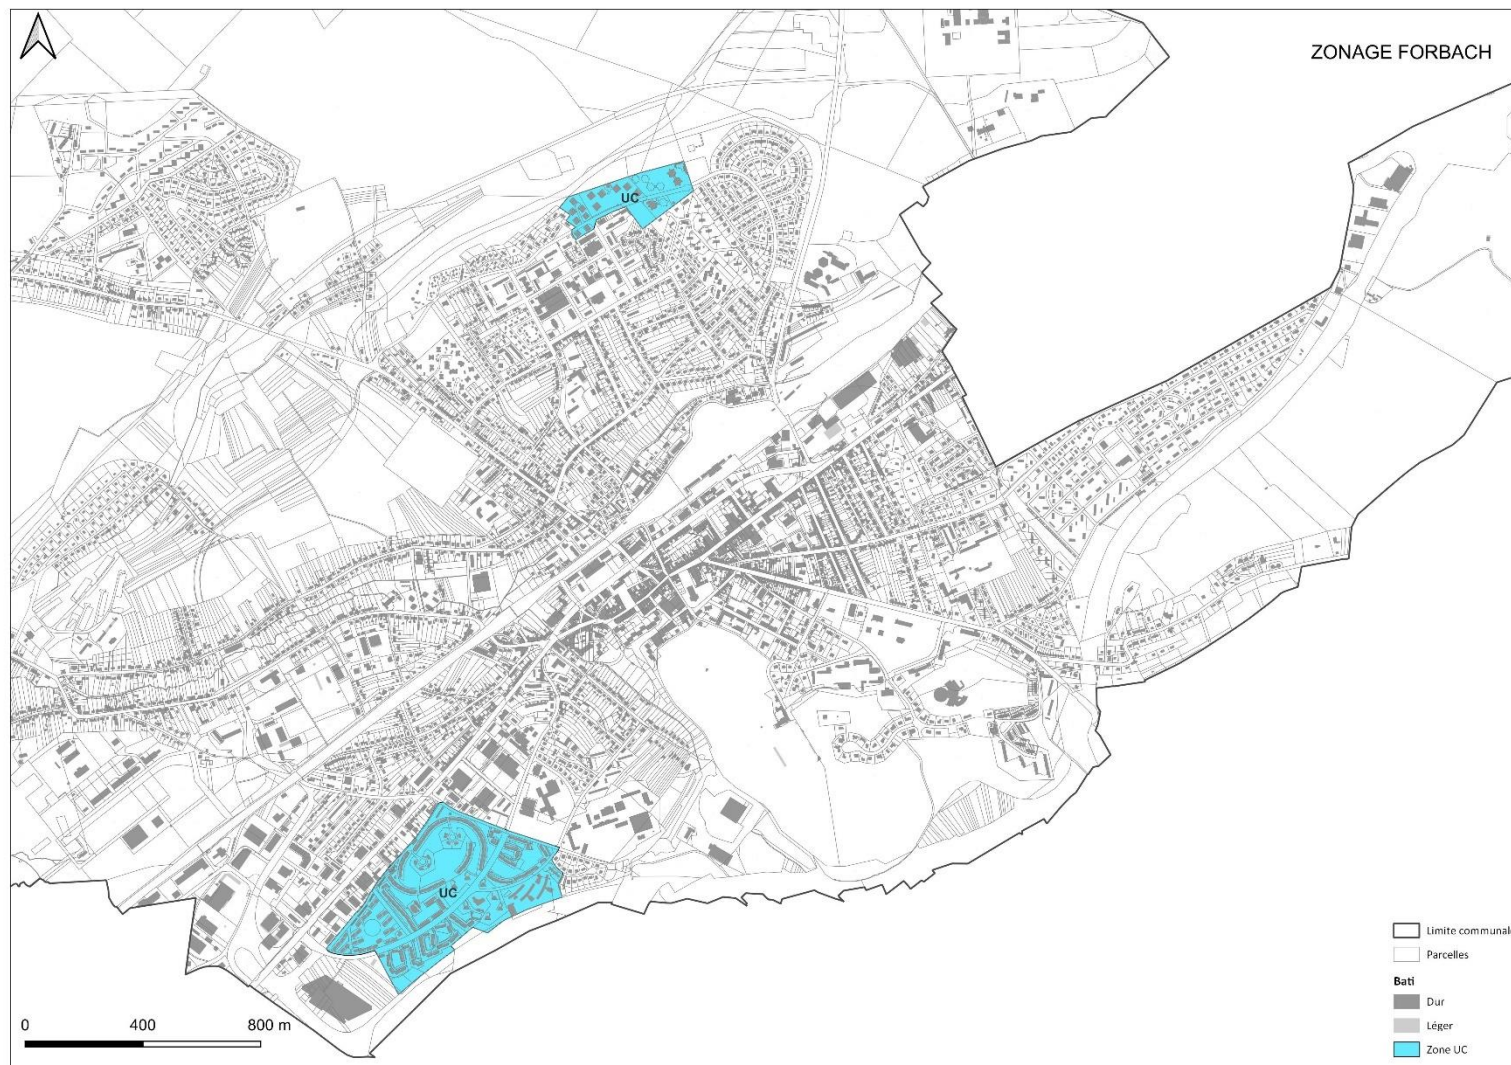 ZONAGE FORBACH
UC
UC
0 400 800 m
Limite communale
Parcelles
Bati
Dur
Léger
Zone UC